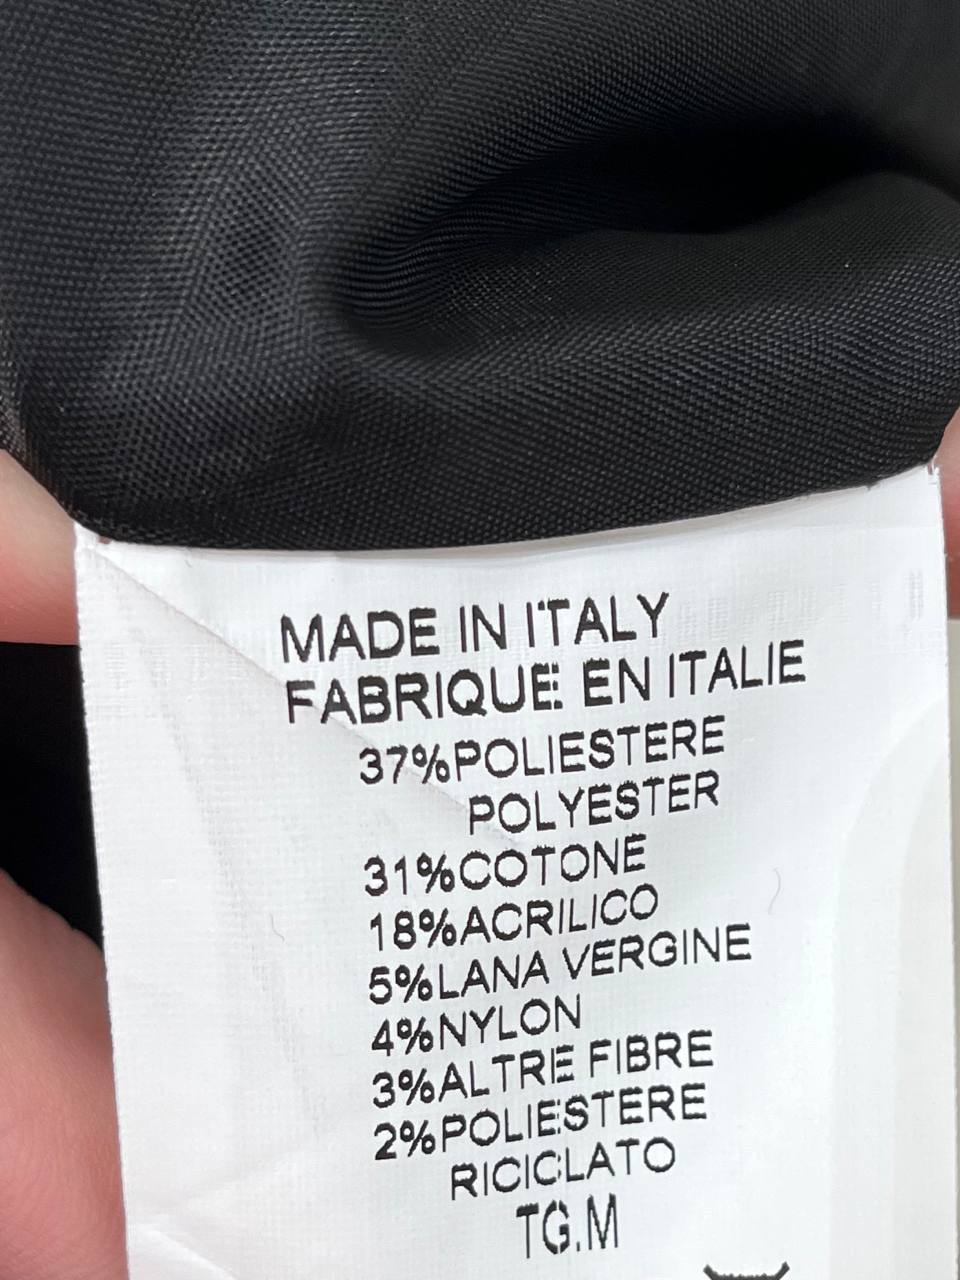 MADE IN ITALY
FABRIQUE EN ITALIE
37%POLIESTERE
POLYESTER
31%COTONE
18%ACRILICO
5%LANA VERGINE
4%NYLON
3%ALTRE FIBRE
2%POLIESTERE
RICICLATO
TG.M